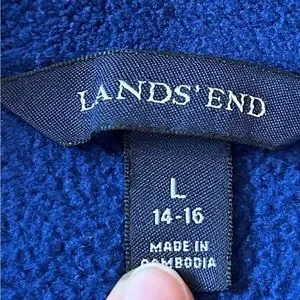 LANDS' END
L
14-16
MADE IN
CAMBODIA